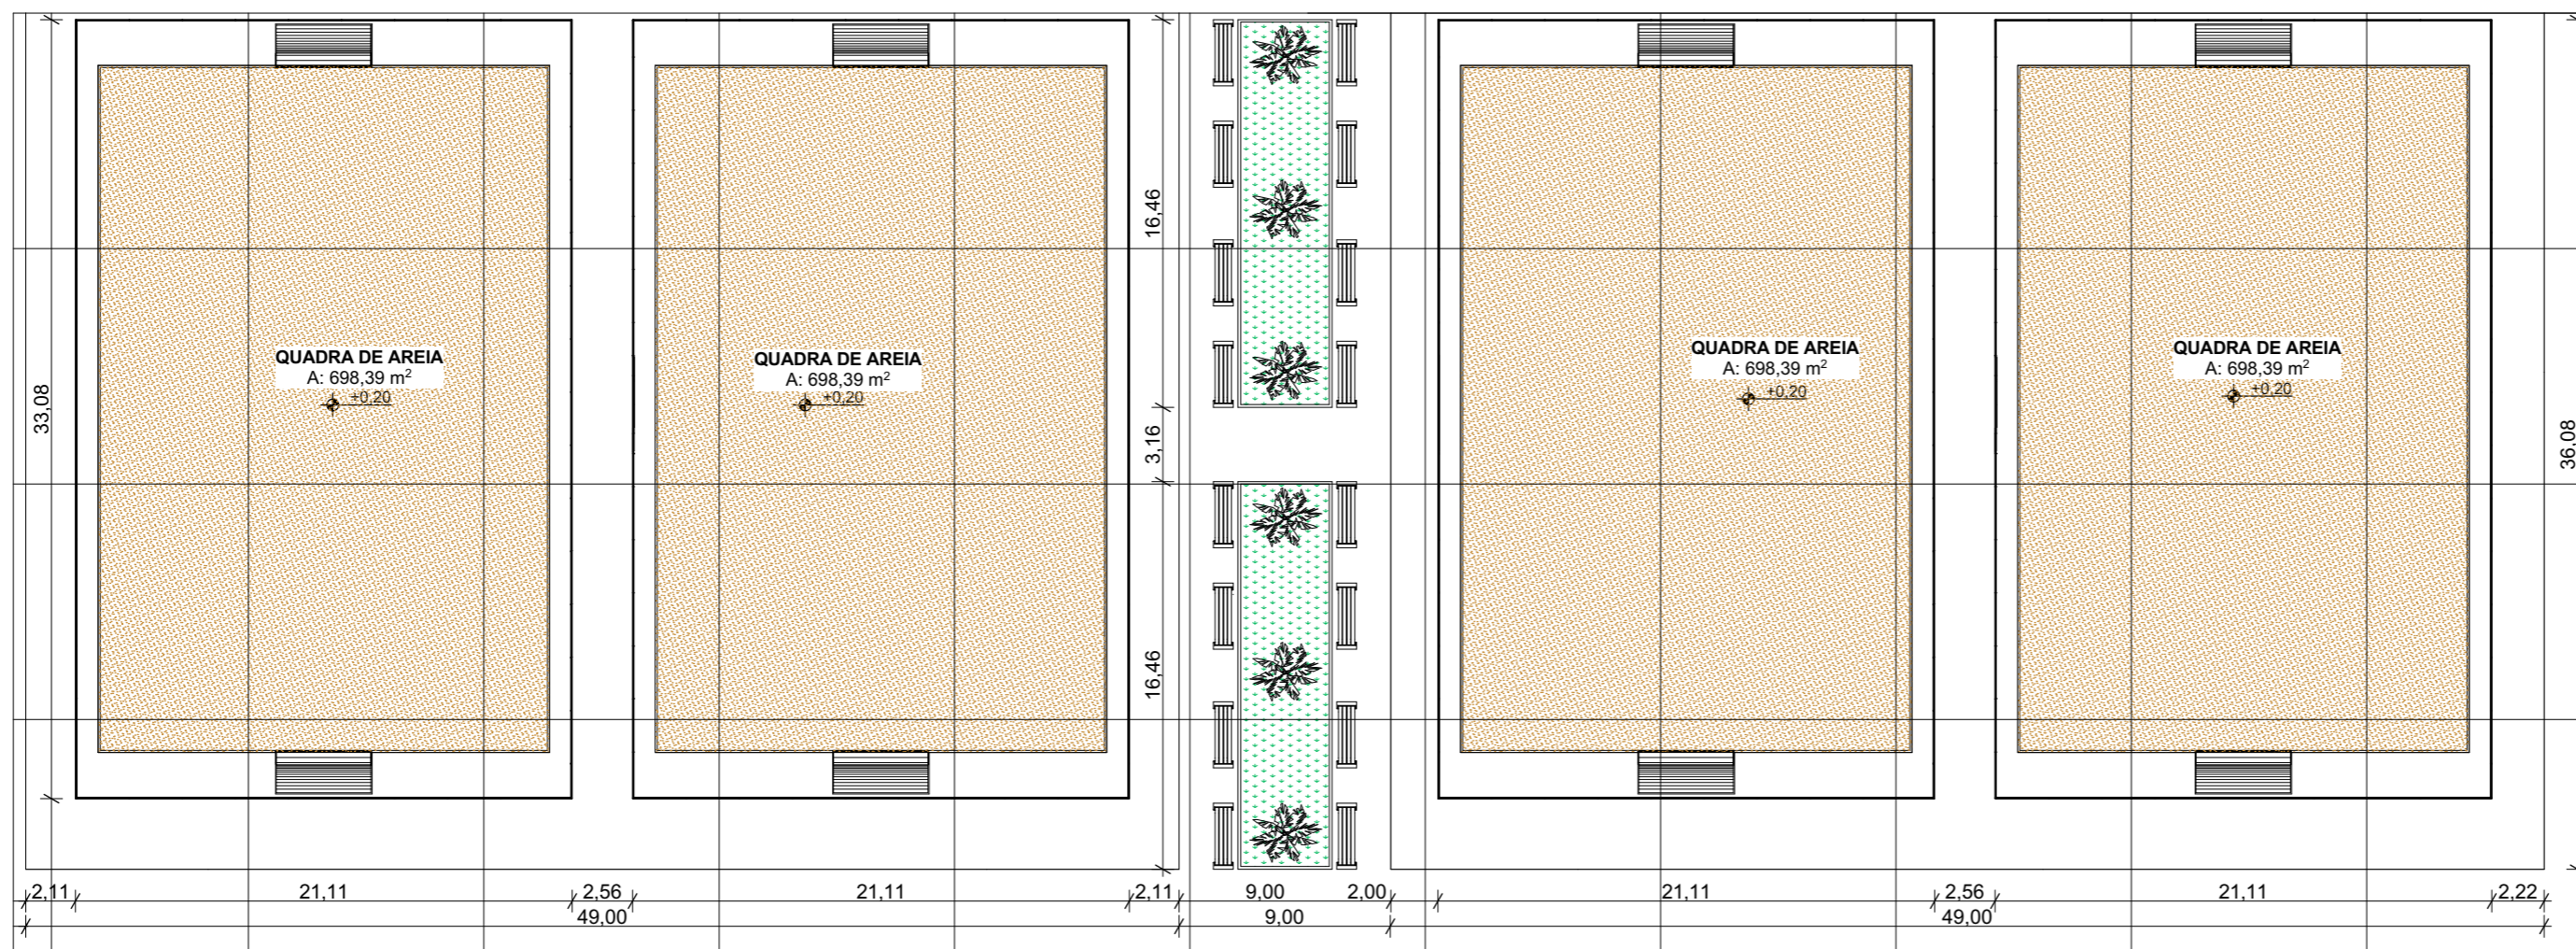 QUADRA DE AREIA
A: 698,39 m²
+0,20
QUADRA DE AREIA
A: 698,39 m²
+0,20
QUADRA DE AREIA
A: 698,39 m²
+0,20
QUADRA DE AREIA
A: 698,39 m²
+0,20
33,08
16,46
3,16
16,46
36,08
2,11 21,11 2,56 21,11 2,11 9,00 2,00 21,11 2,56 21,11 2,22
49,00 9,00 49,00